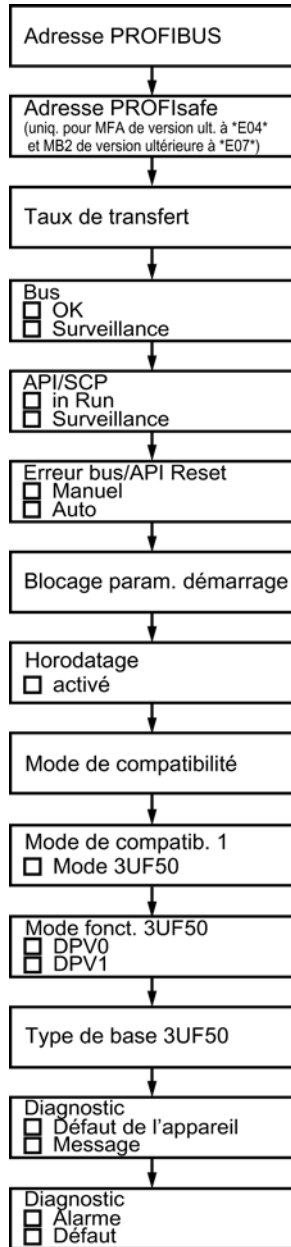 Adresse PROFIBUS
Adresse PROFIsafe
(uniq. pour MFA de version ult. à *E04*
et MB2 de version ultérieure à *E07*)
Taux de transfert
Bus
OK
Surveillance
API/SCP
in Run
Surveillance
Erreur bus/API Reset
Manuel
Auto
Blocage param. démarrage
Horodatage
activé
Mode de compatibilité
Mode de compatib. 1
Mode 3UF50
Mode fonct. 3UF50
DPV0
DPV1
Type de base 3UF50
Diagnostic
Défaut de l'appareil
Message
Diagnostic
Alarme
Défaut